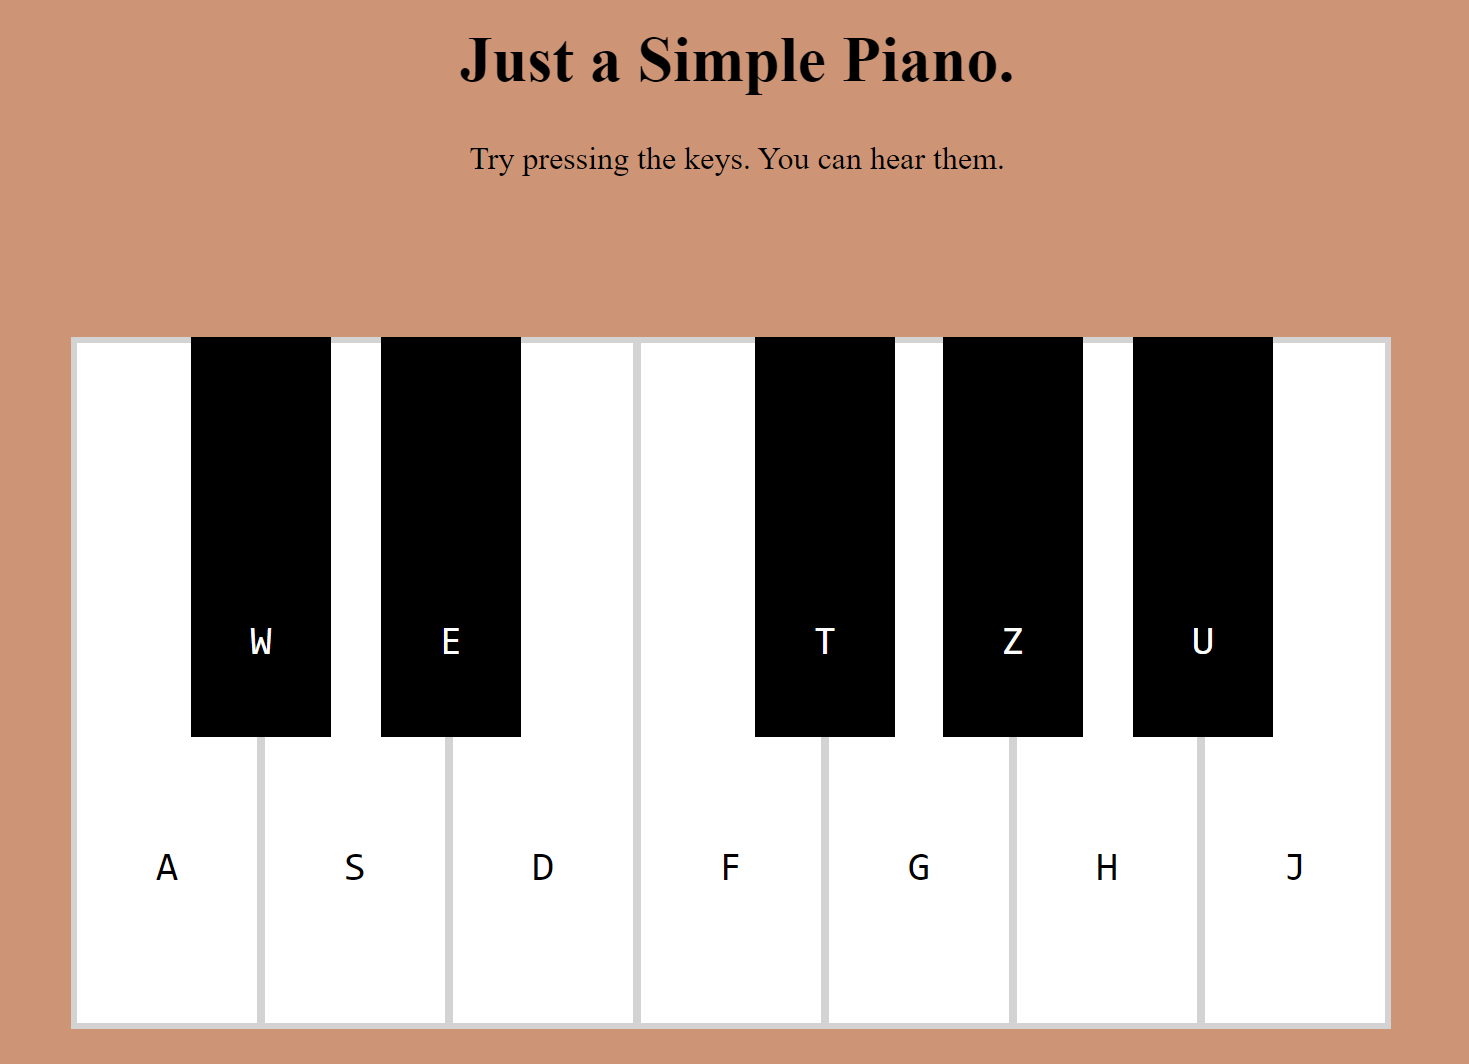 Just a Simple Piano.
Try pressing the keys. You can hear them.
W E T Z U
A S D F G H J